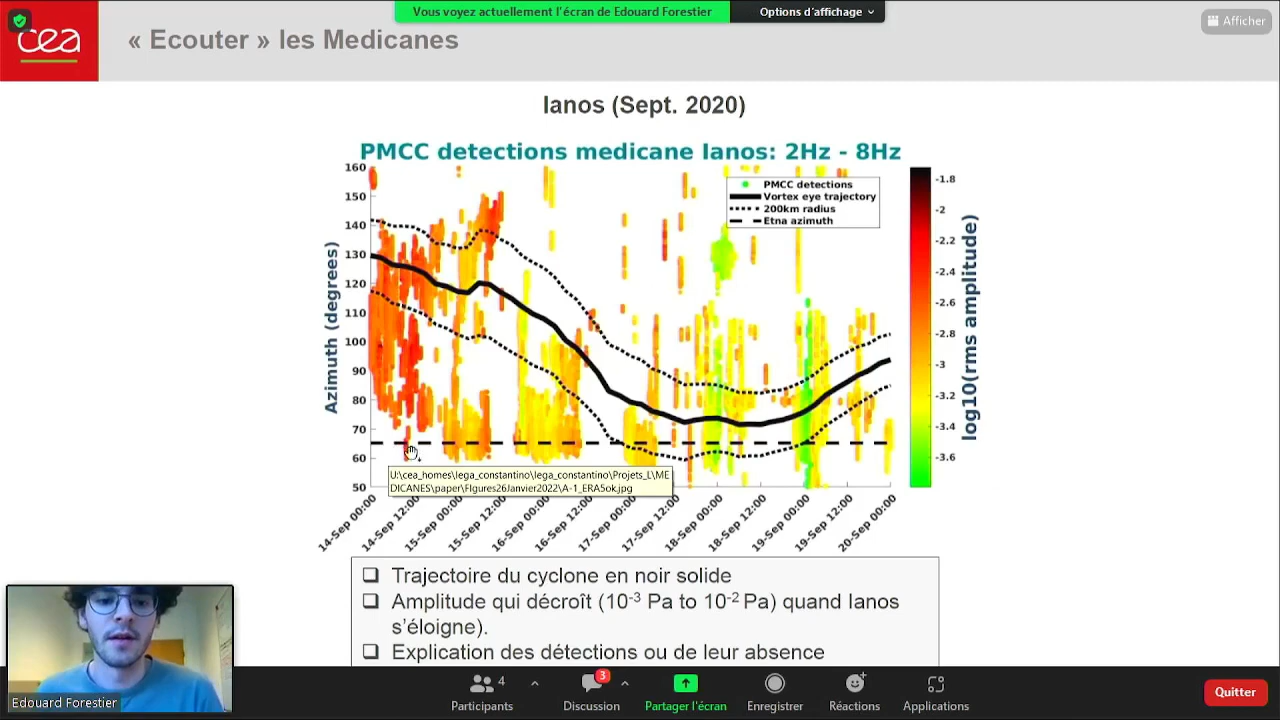 Vous voyez actuellement l'écran de Edouard Forestier
Options d'affichage
Afficher
cea
« Ecouter » les Medicanes
Ianos (Sept. 2020)
PMCC detections medicane Ianos: 2Hz - 8Hz
160
150
140
130
120
110
100
90
80
70
60
50
Azimuth (degrees)
PMCC detections
Vortex eye trajectory
200km radius
Etna azimuth
-1.8
-2
-2.2
-2.4
-2.6
-2.8
-3
-3.2
-3.4
-3.6
log10(rms amplitude)
U:\cea_homes\lega_constantino\lega_constantino\Projets_L\ME
DICANES\paper\FIgures26Janvier2022\A-1_ERA5ok.jpg
14-Sep 00:00
14-Sep 12:00
15-Sep 00:00
15-Sep 12:00
16-Sep 00:00
16-Sep 12:00
17-Sep 00:00
17-Sep 12:00
18-Sep 00:00
18-Sep 12:00
19-Sep 00:00
19-Sep 12:00
20-Sep 00:00
❑ Trajectoire du cyclone en noir solide
❑ Amplitude qui décroît (10⁻³ Pa to 10⁻² Pa) quand Ianos
s'éloigne).
❑ Explication des détections ou de leur absence
Edouard Forestier
4
3
Participants
Discussion
Partager l'écran
Enregistrer
Réactions
Applications
Quitter